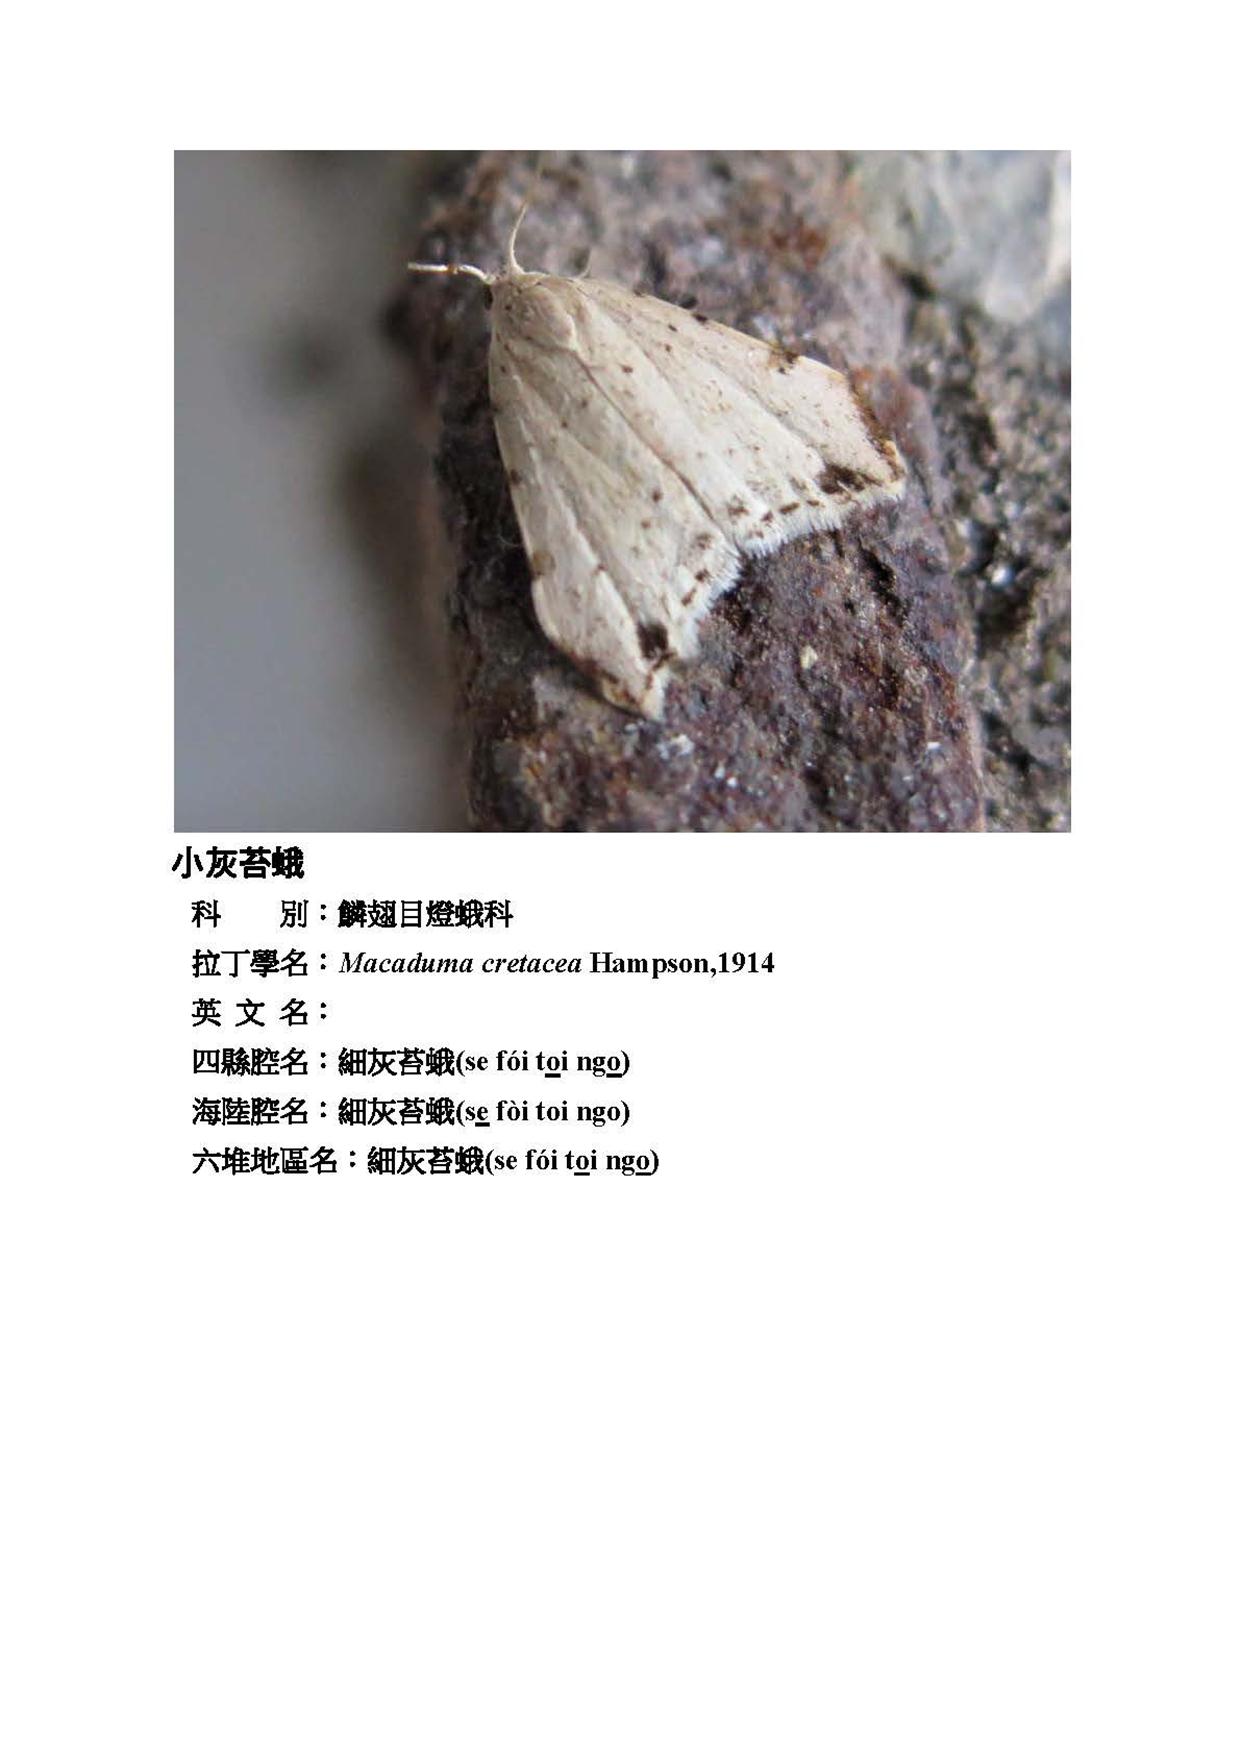 小灰苔蛾
科　　別：鱗翅目燈蛾科
拉丁學名：Macaduma cretacea Hampson,1914
英 文 名：
四縣腔名：細灰苔蛾(se fói to̲i ngo̲)
海陸腔名：細灰苔蛾(se̲ fòi toi ngo)
六堆地區名：細灰苔蛾(se fói to̲i ngo̲)